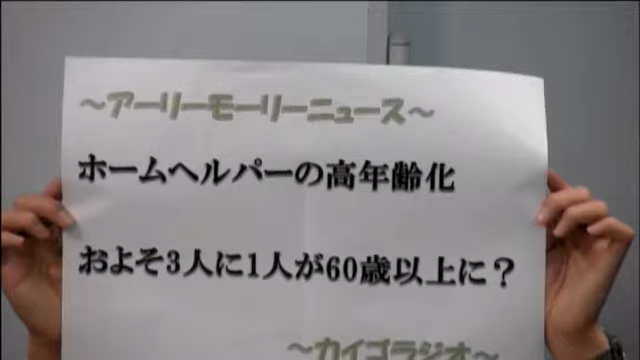 ～アーリーモーリーニュース～
ホームヘルパーの高年齢化
およそ3人に1人が60歳以上に？
～カイゴラジオ～